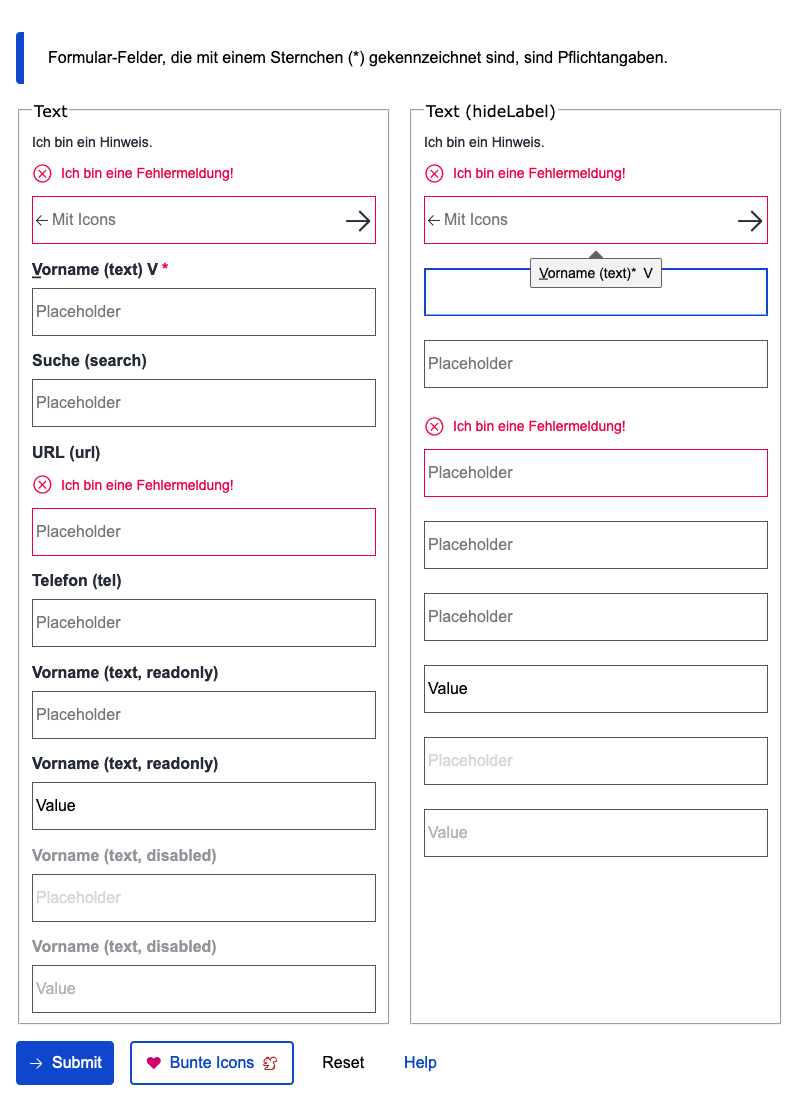 Formular-Felder, die mit einem Sternchen (*) gekennzeichnet sind, sind Pflichtangaben.
Text
Ich bin ein Hinweis.
Ich bin eine Fehlermeldung!
Mit Icons
Vorname (text) V *
Placeholder
Suche (search)
Placeholder
URL (url)
Ich bin eine Fehlermeldung!
Placeholder
Telefon (tel)
Placeholder
Vorname (text, readonly)
Placeholder
Vorname (text, readonly)
Value
Vorname (text, disabled)
Placeholder
Vorname (text, disabled)
Value
Text (hideLabel)
Ich bin ein Hinweis.
Ich bin eine Fehlermeldung!
Mit Icons
Vorname (text)* V
Placeholder
Ich bin eine Fehlermeldung!
Placeholder
Placeholder
Placeholder
Value
Placeholder
Value
Submit
Bunte Icons
Reset
Help